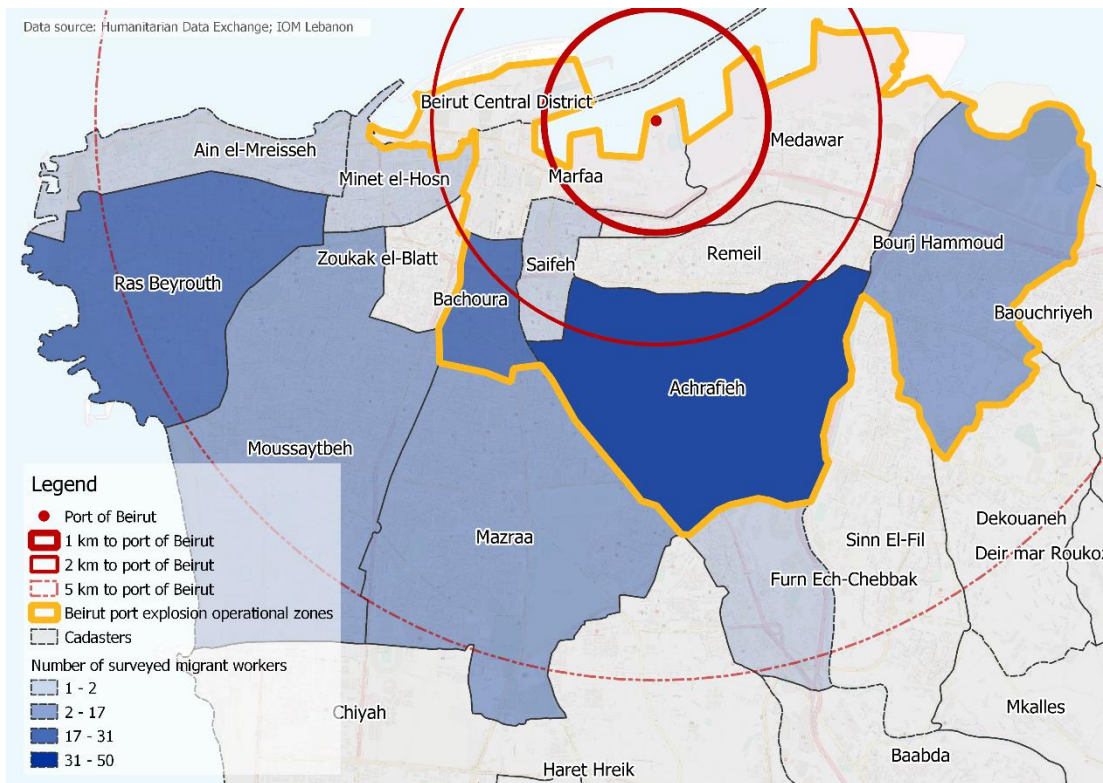 Data source: Humanitarian Data Exchange; IOM Lebanon
Beirut Central District
Ain el-Mreisseh
Medawar
Minet el-Hosn
Marfaa
Bourj Hammoud
Zoukak el-Blatt
Saifeh
Remeil
Ras Beyrouth
Bachoura
Baouchriyeh
Achrafieh
Moussaytbeh
Legend
Port of Beirut
1 km to port of Beirut
2 km to port of Beirut
5 km to port of Beirut
Beirut port explosion operational zones
Cadasters
Number of surveyed migrant workers
1 - 2
2 - 17
17 - 31
31 - 50
Mazraa
Dekouaneh
Sinn El-Fil
Deir mar Roukoz
Furn Ech-Chebbak
Chiyah
Mkalles
Baabda
Haret Hreik